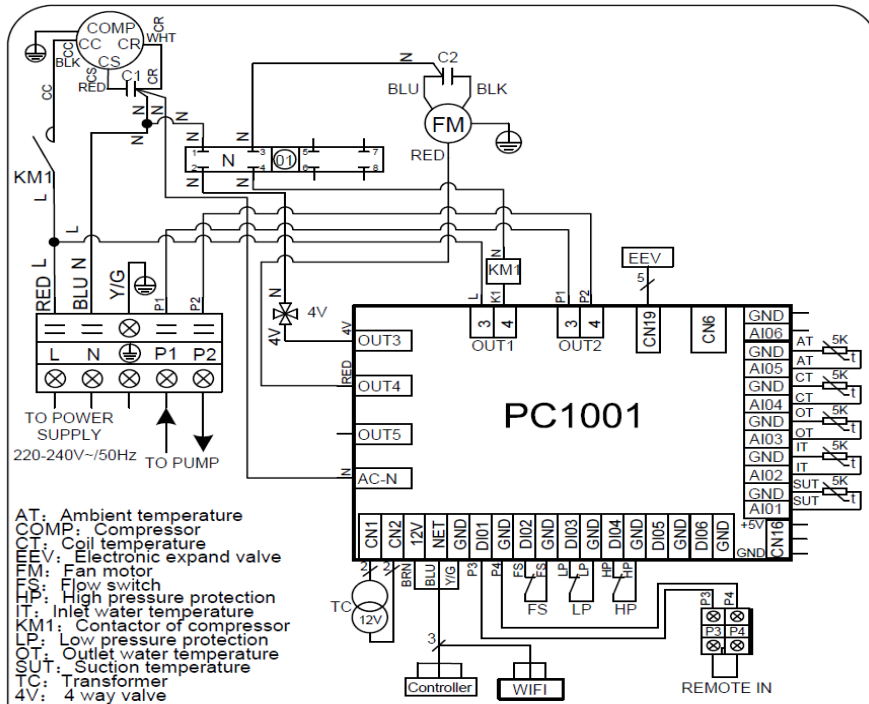 COMP
CC CR
CS
CR
WHT
CC
BLK
CS
RED
C1
CR
N
N
N
N
N
CC
KM1
L
L
N
C2
BLU
BLK
FM
RED
1 3 5 7
N 01
2 4 6 8
N
N
N
4V
4V
RED L
BLU N
Y/G
P1
P2
L N P1 P2
TO POWER
SUPPLY
220-240V~/50Hz
TO PUMP
L
N
KM1
K1
P1
P2
EEV
5
3 4
OUT1
3 4
OUT2
CN19
CN6
4V
OUT3
RED
OUT4
OUT5
N
AC-N
PC1001
GND
AI06
GND
AI05
GND
AI04
GND
AI03
GND
AI02
GND
AI01
+5V
CN16
GND
AT 5K
AT t
CT 5K
CT t
OT 5K
OT t
IT 5K
IT t
SUT 5K
SUT t
CN1 CN2 12V NET GND DI01 GND DI02 GND DI03 GND DI04 GND DI05 GND DI06 GND
2 2 BRN BLU Y/G P3 P4 FS FS LP LP HP HP
TC
12V
FS LP HP
3
Controller
WIFI
P3 P4
P3 P4
REMOTE IN
AT: Ambient temperature
COMP: Compressor
CT: Coil temperature
EEV: Electronic expand valve
FM: Fan motor
FS: Flow switch
HP: High pressure protection
IT: Inlet water temperature
KM1: Contactor of compressor
LP: Low pressure protection
OT: Outlet water temperature
SUT: Suction temperature
TC: Transformer
4V: 4 way valve